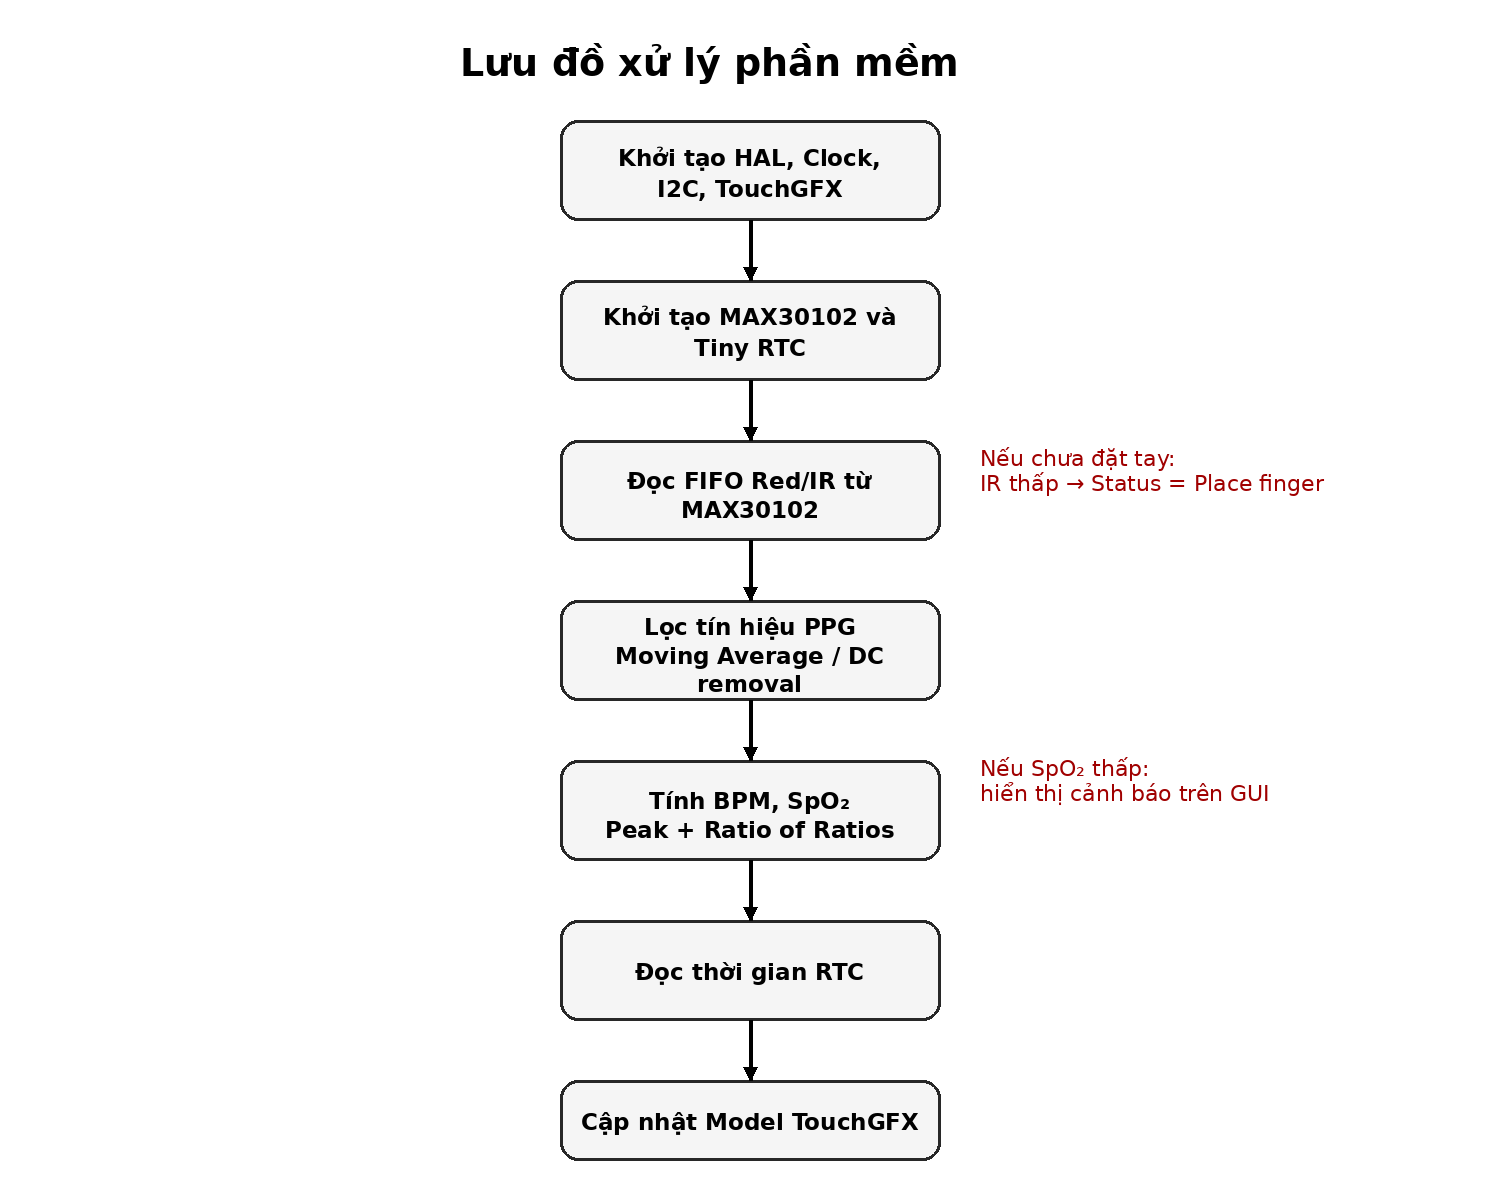 Lưu đồ xử lý phần mềm
Khởi tạo HAL, Clock,
I2C, TouchGFX
Khởi tạo MAX30102 và
Tiny RTC
Đọc FIFO Red/IR từ
MAX30102
Nếu chưa đặt tay:
IR thấp → Status = Place finger
Lọc tín hiệu PPG
Moving Average / DC
removal
Tính BPM, SpO₂
Peak + Ratio of Ratios
Nếu SpO₂ thấp:
hiển thị cảnh báo trên GUI
Đọc thời gian RTC
Cập nhật Model TouchGFX